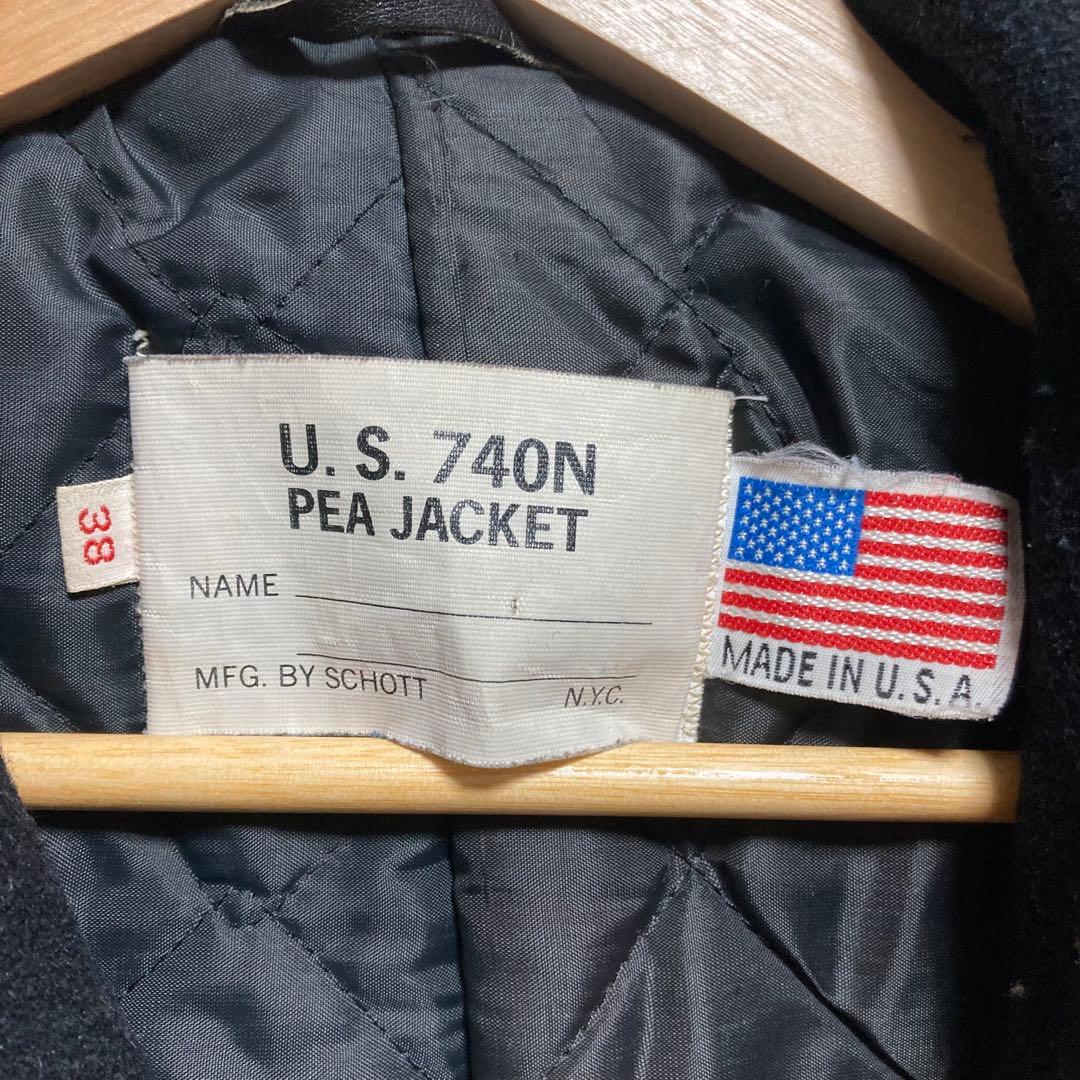 U. S. 740N
PEA JACKET
NAME
MFG. BY SCHOTT
N.Y.C.
38
MADE IN U. S. A.